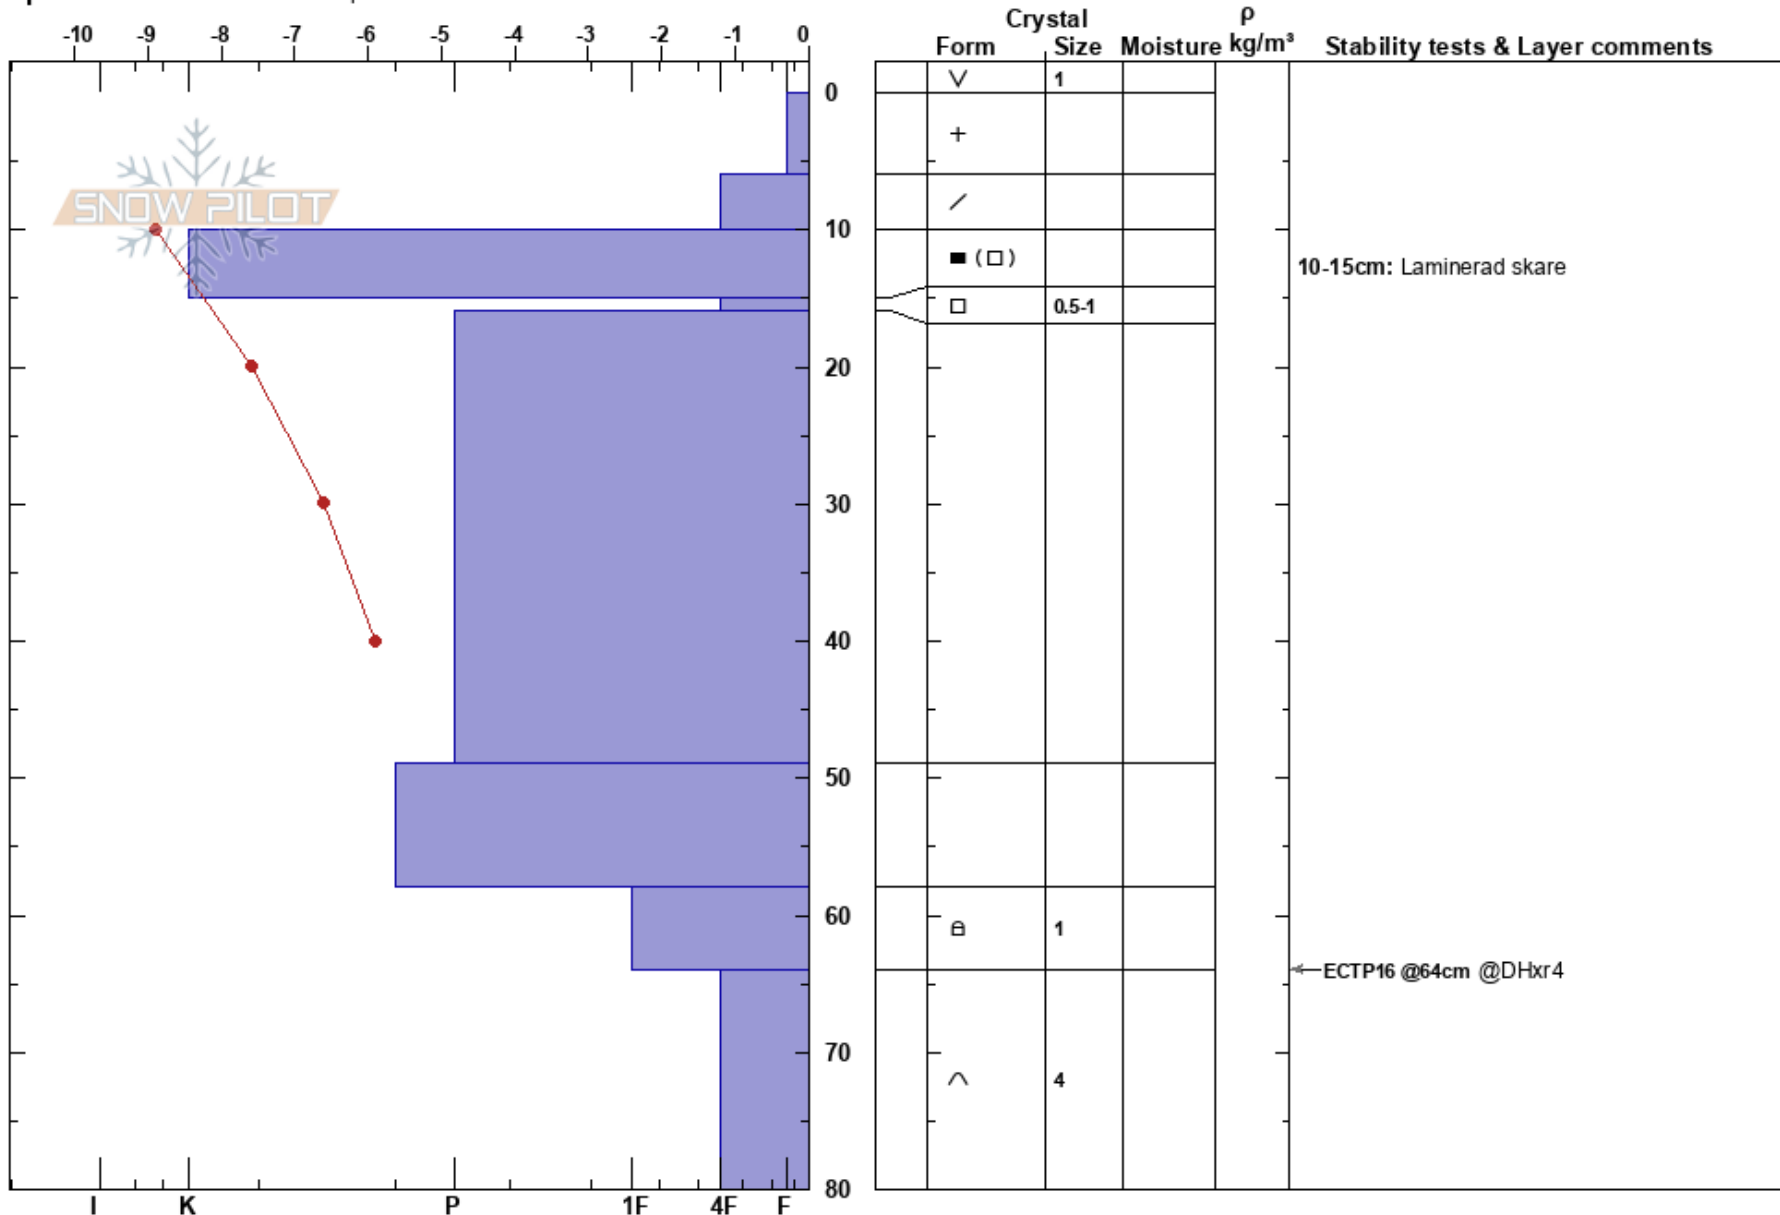 Crystal ρ
-10 -9 -8 -7 -6 -5 -4 -3 -2 -1 0
Form Size Moisture kg/m³ Stability tests & Layer comments
1
0
SNOW PILOT
10
10-15cm: Laminerad skare
0.5-1
20
30
40
50
60
1
ECTP16 @64cm @DHxr4
70
4
80
I K P 1F 4F F